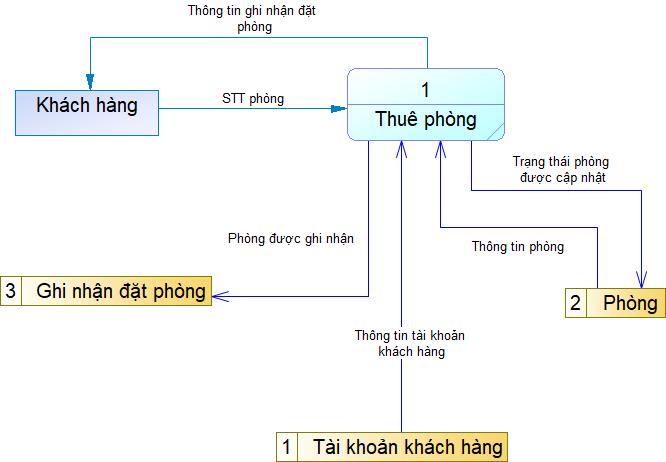 Thông tin ghi nhận đặt
phòng
Khách hàng
STT phòng
1
Thuê phòng
Trạng thái phòng
được cập nhật
Phòng được ghi nhận
Thông tin phòng
3 Ghi nhận đặt phòng
2 Phòng
Thông tin tài khoản
khách hàng
1 Tài khoản khách hàng